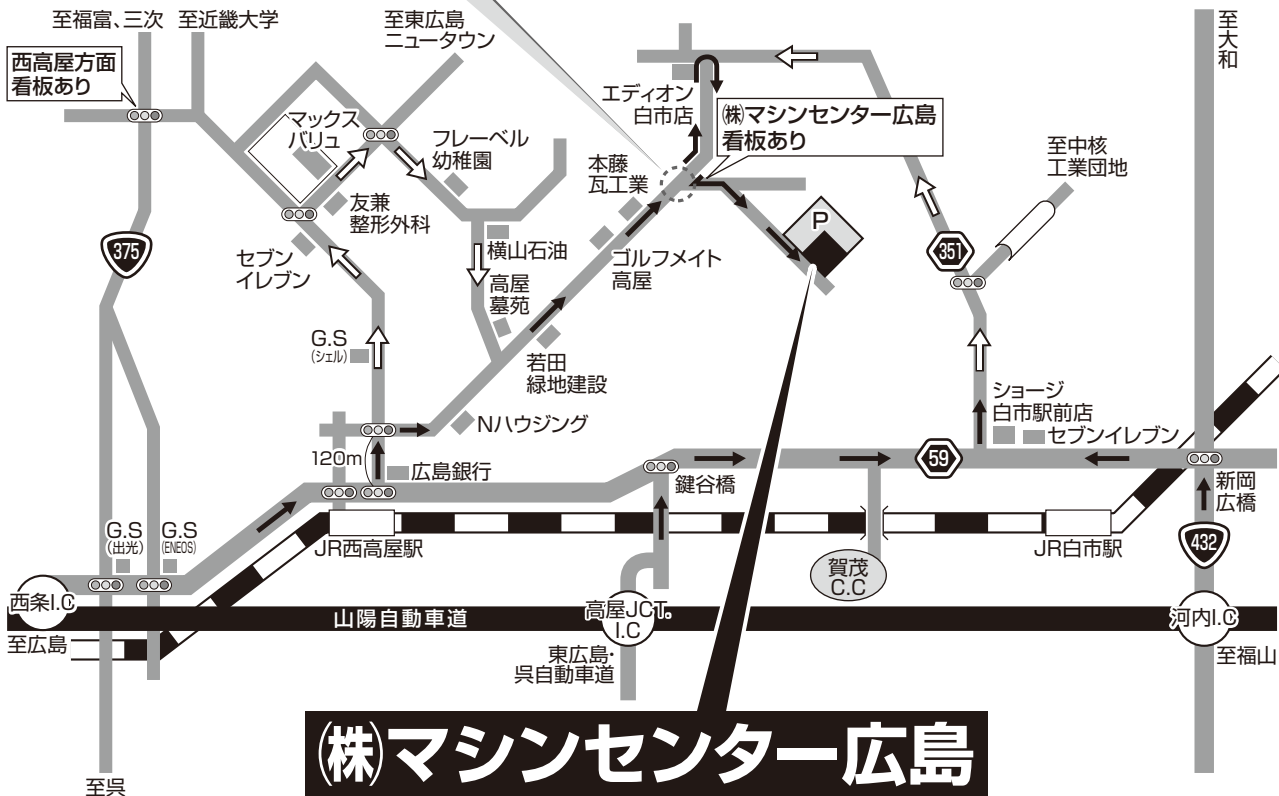 至福富、三次
至近畿大学
至東広島
ニュータウン
至大和
西高屋方面
看板あり
エディオン
白市店
㈱マシンセンター広島
看板あり
マックス
バリュ
フレーベル
幼稚園
至中核
工業団地
本藤
瓦工業
友兼
整形外科
P
375
セブン
イレブン
横山石油
ゴルフメイト
高屋
351
高屋
墓苑
G.S
(シェル)
若田
緑地建設
ショージ
白市駅前店
Nハウジング
セブンイレブン
120m
広島銀行
59
鍵谷橋
新岡
広橋
G.S
(出光)
G.S
(ENEOS)
JR西高屋駅
JR白市駅
432
賀茂
C.C
西条I.C
山陽自動車道
高屋JCT.
I.C
河内I.C
至広島
東広島・
呉自動車道
至福山
至呉
㈱マシンセンター広島